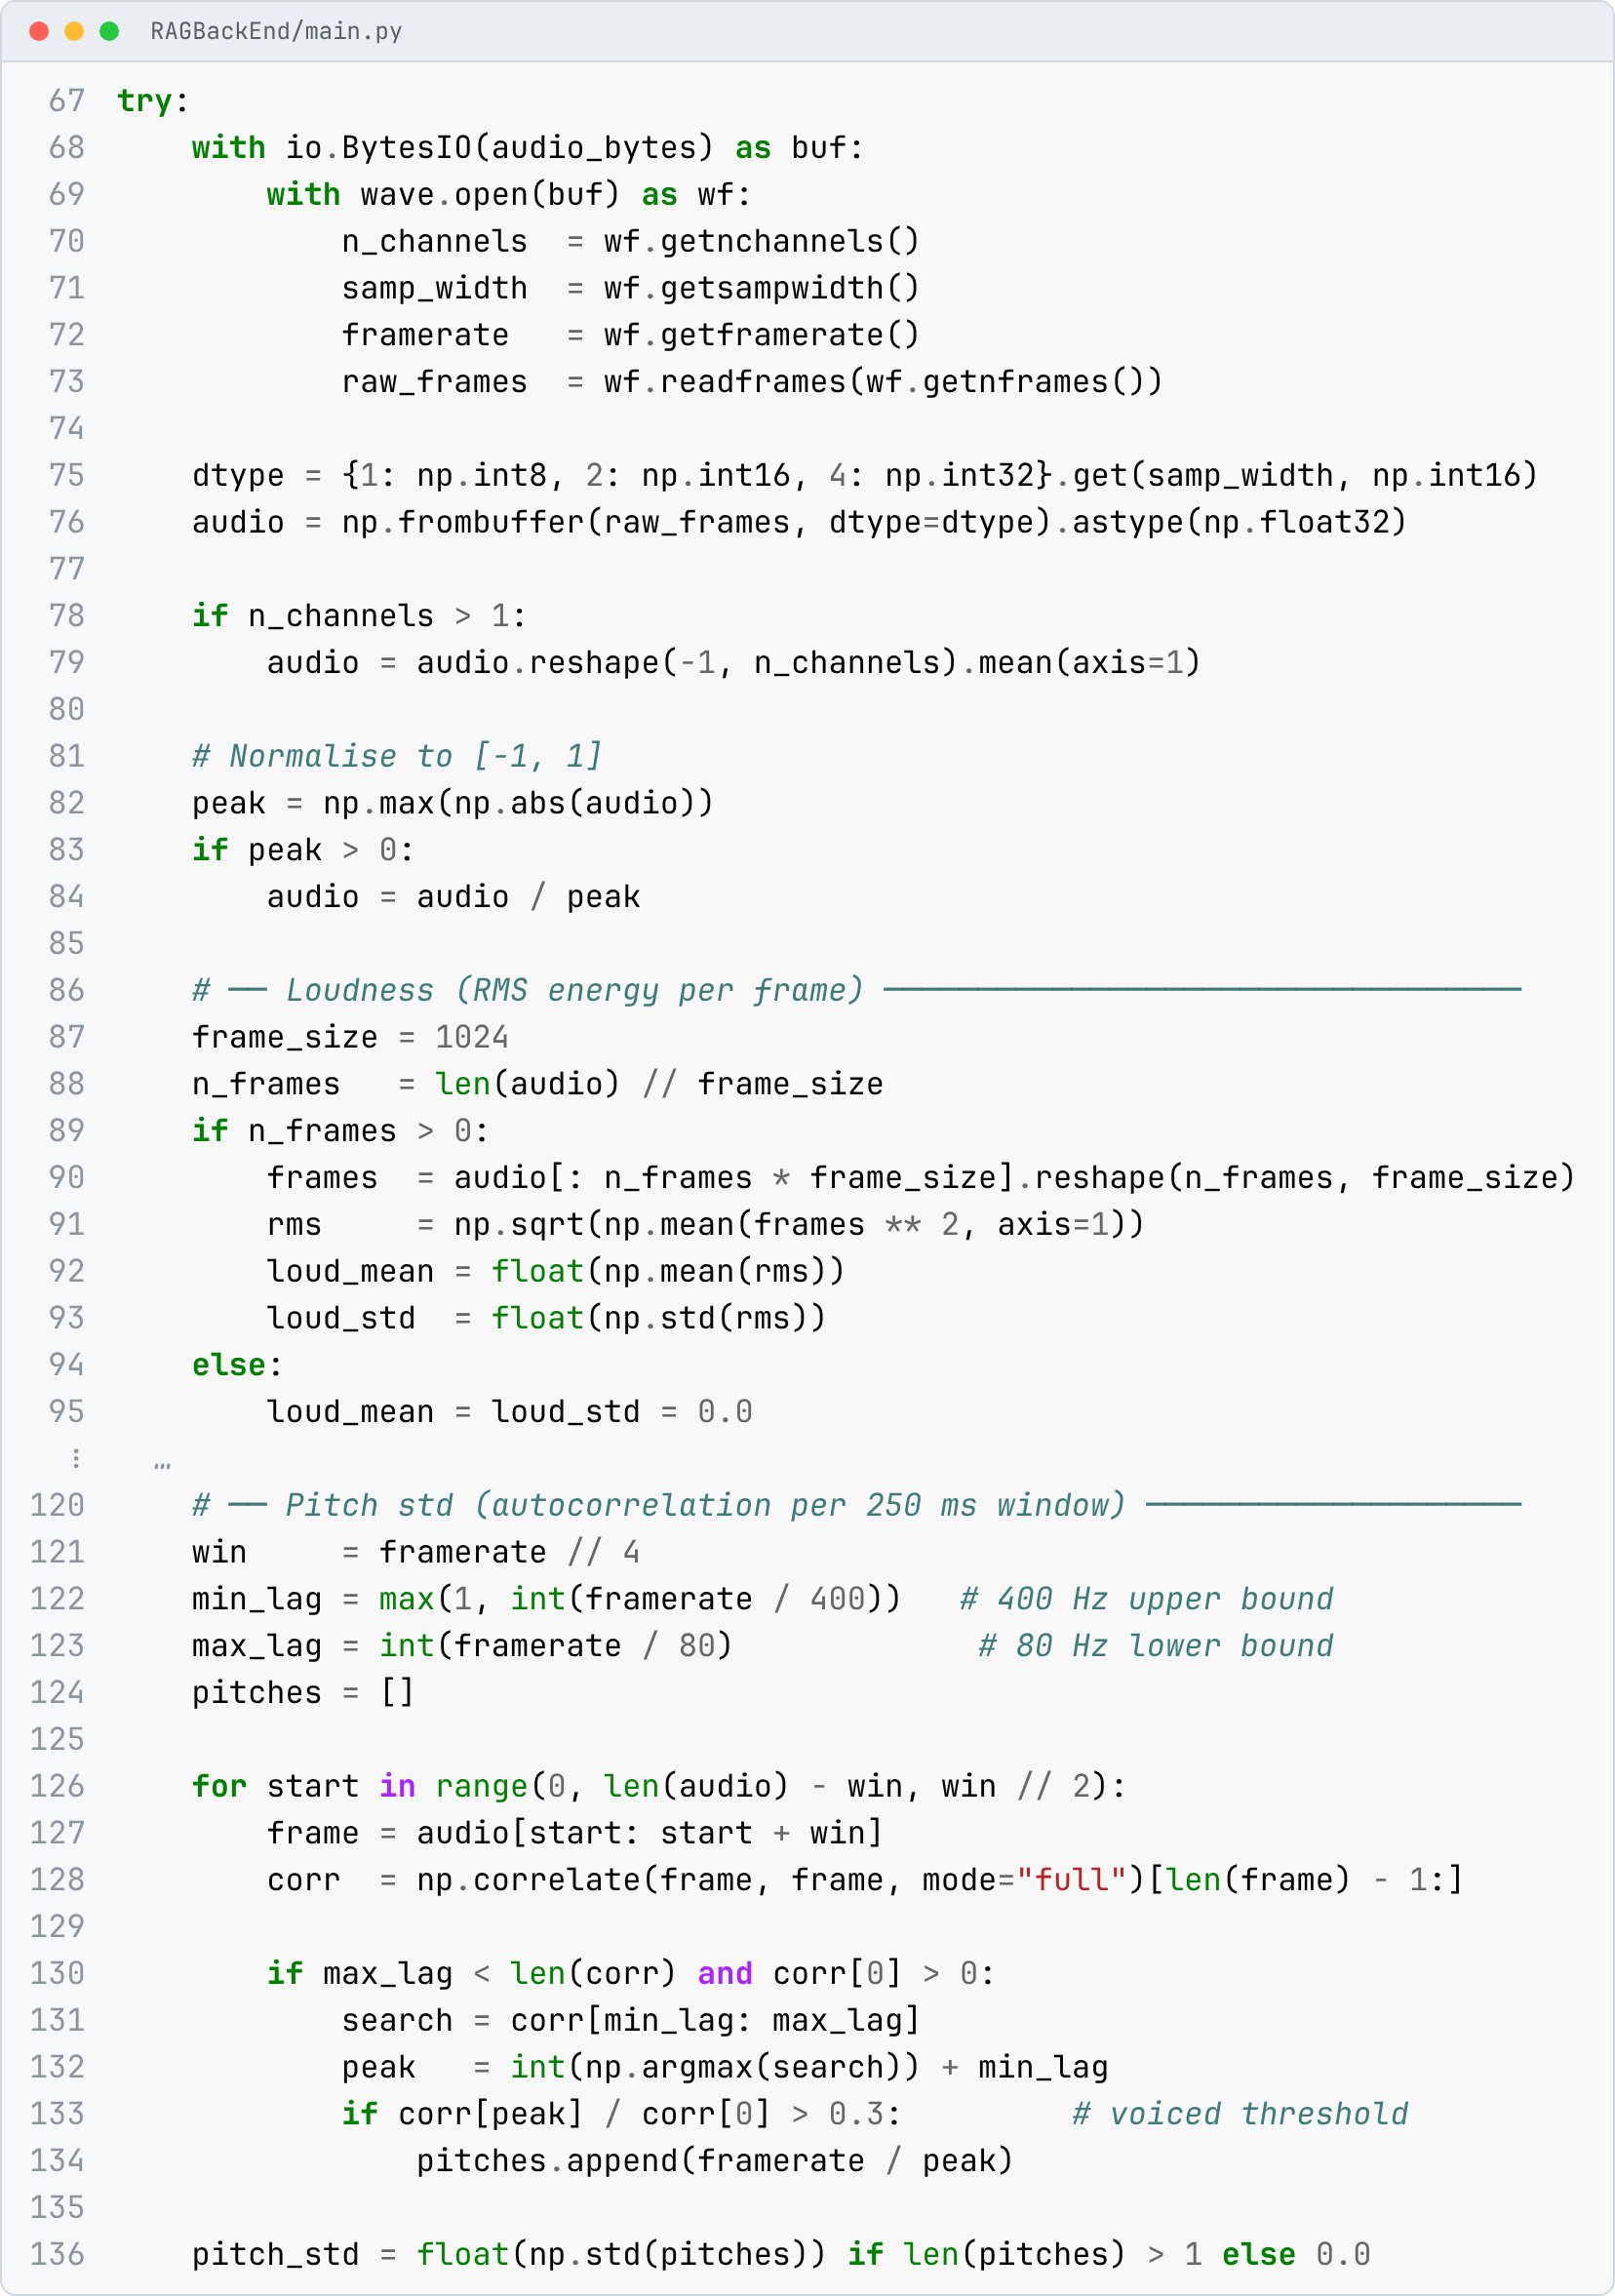 RAGBackEnd/main.py
67 try:
68     with io.BytesIO(audio_bytes) as buf:
69         with wave.open(buf) as wf:
70             n_channels  = wf.getnchannels()
71             samp_width  = wf.getsampwidth()
72             framerate   = wf.getframerate()
73             raw_frames  = wf.readframes(wf.getnframes())
74
75     dtype = {1: np.int8, 2: np.int16, 4: np.int32}.get(samp_width, np.int16)
76     audio = np.frombuffer(raw_frames, dtype=dtype).astype(np.float32)
77
78     if n_channels > 1:
79         audio = audio.reshape(-1, n_channels).mean(axis=1)
80
81     # Normalise to [-1, 1]
82     peak = np.max(np.abs(audio))
83     if peak > 0:
84         audio = audio / peak
85
86     # ── Loudness (RMS energy per frame) ──────────────────────────────────
87     frame_size = 1024
88     n_frames   = len(audio) // frame_size
89     if n_frames > 0:
90         frames  = audio[: n_frames * frame_size].reshape(n_frames, frame_size)
91         rms     = np.sqrt(np.mean(frames ** 2, axis=1))
92         loud_mean = float(np.mean(rms))
93         loud_std  = float(np.std(rms))
94     else:
95         loud_mean = loud_std = 0.0
⋮   …
120     # ── Pitch std (autocorrelation per 250 ms window) ────────────────────
121     win     = framerate // 4
122     min_lag = max(1, int(framerate / 400))   # 400 Hz upper bound
123     max_lag = int(framerate / 80)             # 80 Hz lower bound
124     pitches = []
125
126     for start in range(0, len(audio) - win, win // 2):
127         frame = audio[start: start + win]
128         corr  = np.correlate(frame, frame, mode="full")[len(frame) - 1:]
129
130         if max_lag < len(corr) and corr[0] > 0:
131             search = corr[min_lag: max_lag]
132             peak   = int(np.argmax(search)) + min_lag
133             if corr[peak] / corr[0] > 0.3:         # voiced threshold
134                 pitches.append(framerate / peak)
135
136     pitch_std = float(np.std(pitches)) if len(pitches) > 1 else 0.0